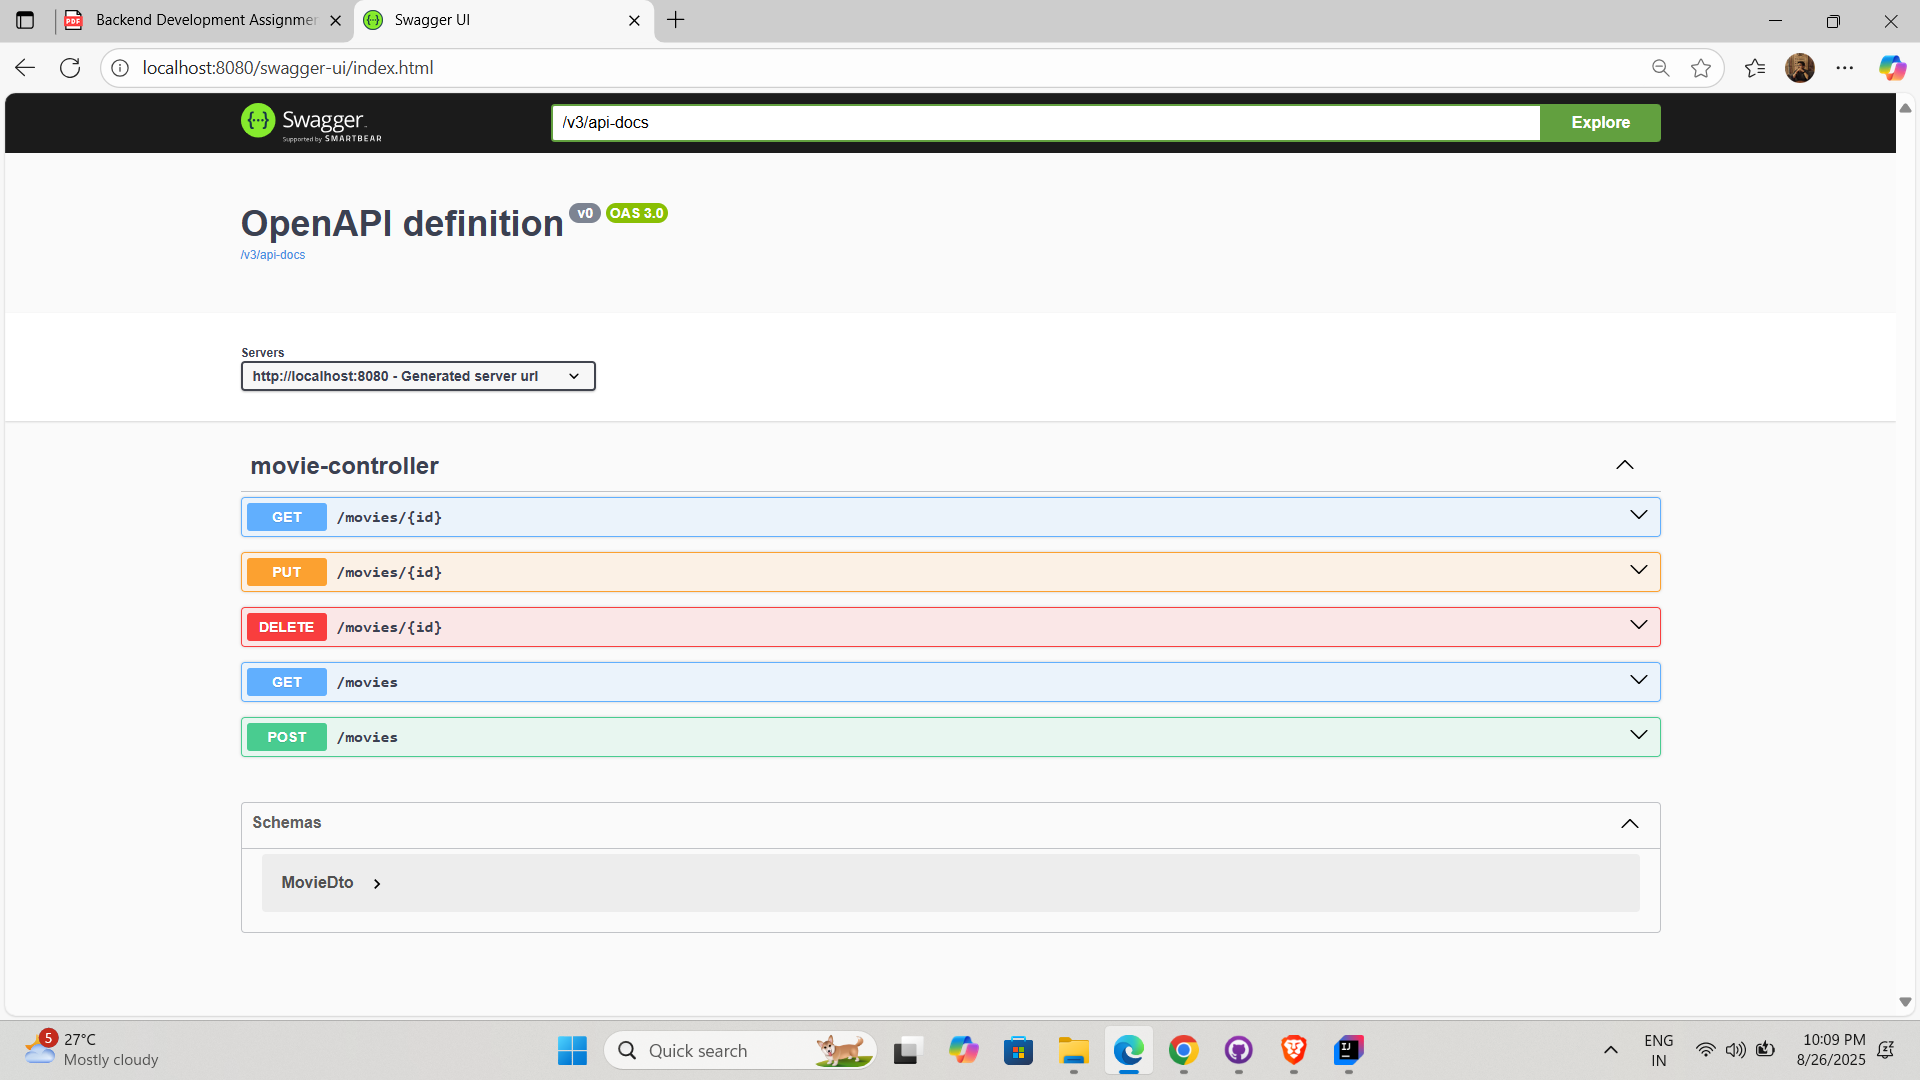 Backend Development Assignmen
Swagger UI
localhost:8080/swagger-ui/index.html
Swagger
Supported by SMARTBEAR
/v3/api-docs
Explore
OpenAPI definition v0 OAS 3.0
/v3/api-docs
Servers
http://localhost:8080 - Generated server url
movie-controller
GET /movies/{id}
PUT /movies/{id}
DELETE /movies/{id}
GET /movies
POST /movies
Schemas
MovieDto
5
27°C
Mostly cloudy
Quick search
ENG
IN
10:09 PM
8/26/2025